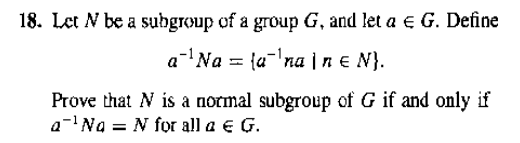 18. Let N be a subgroup of a group G, and let a ∈ G. Define
a⁻¹Na = {a⁻¹na | n ∈ N}.
Prove that N is a normal subgroup of G if and only if
a⁻¹Na = N for all a ∈ G.